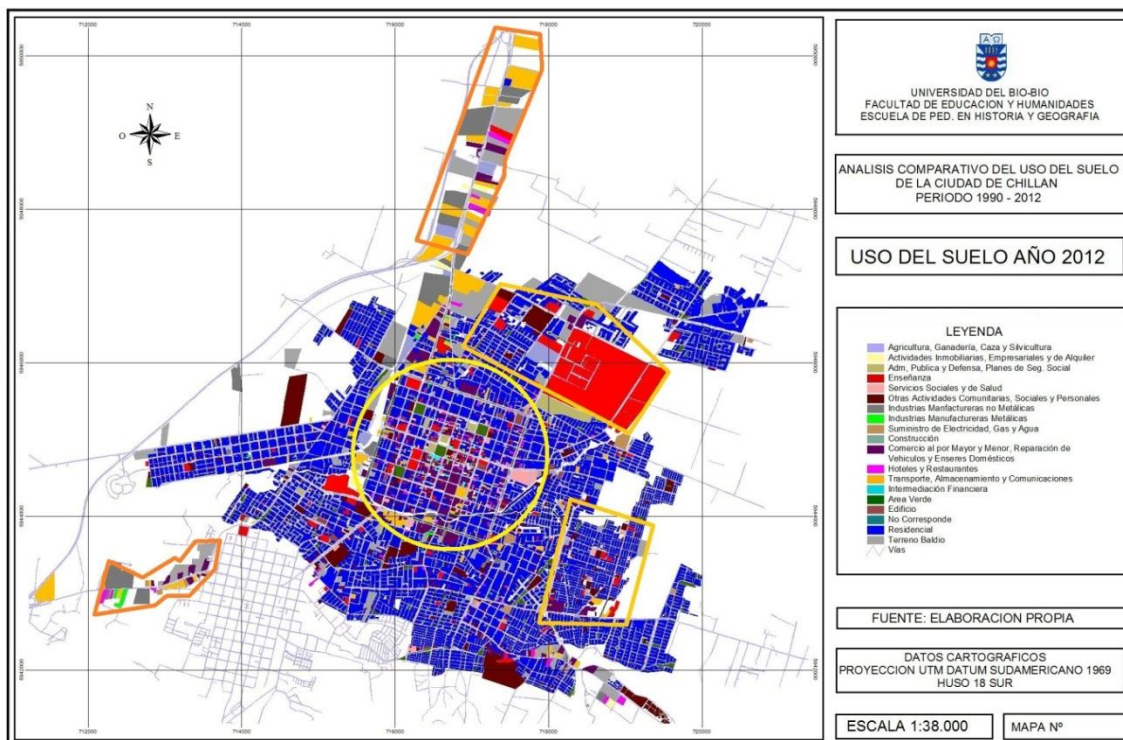 712000
714000
716000
718000
720000
N
O
E
S
UNIVERSIDAD DEL BIO-BIO
FACULTAD DE EDUCACION Y HUMANIDADES
ESCUELA DE PED. EN HISTORIA Y GEOGRAFIA
ANALISIS COMPARATIVO DEL USO DEL SUELO
DE LA CIUDAD DE CHILLAN
PERIODO 1990 - 2012
USO DEL SUELO AÑO 2012
LEYENDA
Agricultura, Ganadería, Caza y Silvicultura
Actividades Inmobiliarias, Empresariales y de Alquiler
Adm, Publica y Defensa, Planes de Seg. Social
Enseñanza
Servicios Sociales y de Salud
Otras Actividades Comunitarias, Sociales y Personales
Industrias Manfactureras no Metálicas
Industrias Manufactureras Metálicas
Suministro de Electricidad, Gas y Agua
Construcción
Comercio al por Mayor y Menor, Reparación de
Vehiculos y Enseres Domésticos
Hoteles y Restaurantes
Transporte, Almacenamiento y Comunicaciones
Intermediación Financiera
Area Verde
Edificio
No Corresponde
Residencial
Terreno Baldio
Vías
FUENTE: ELABORACION PROPIA
DATOS CARTOGRAFICOS
PROYECCION UTM DATUM SUDAMERICANO 1969
HUSO 18 SUR
ESCALA 1:38.000
MAPA Nº
712000
714000
716000
718000
720000